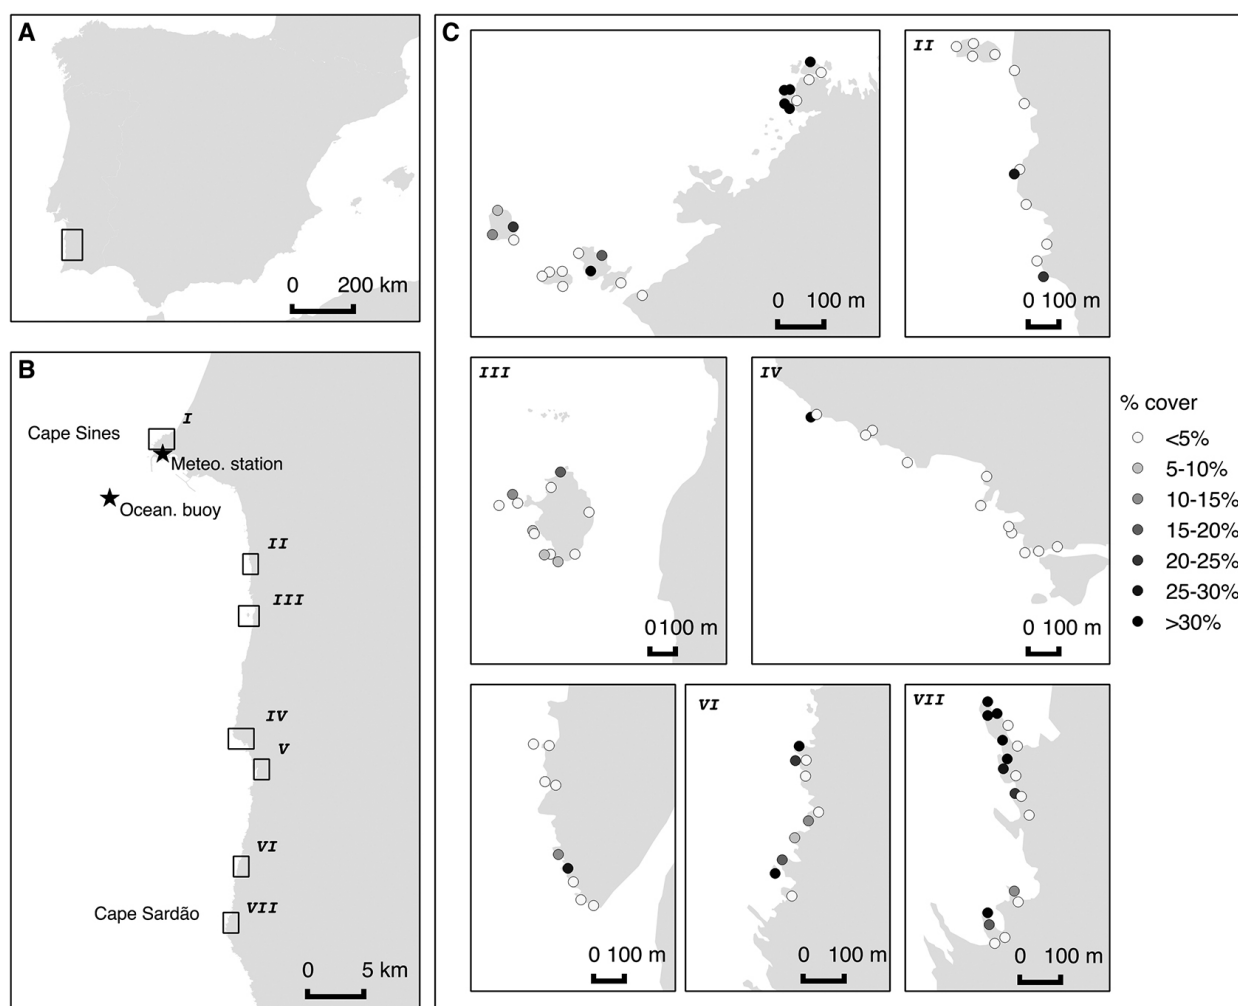 A
0 200 km
B
I
Cape Sines
Meteo. station
Ocean. buoy
II
III
IV
V
VI
Cape Sardão
VII
0 5 km
C
0 100 m
II
0 100 m
III
0 100 m
IV
0 100 m
% cover
<5%
5-10%
10-15%
15-20%
20-25%
25-30%
>30%
0 100 m
VI
0 100 m
VII
0 100 m